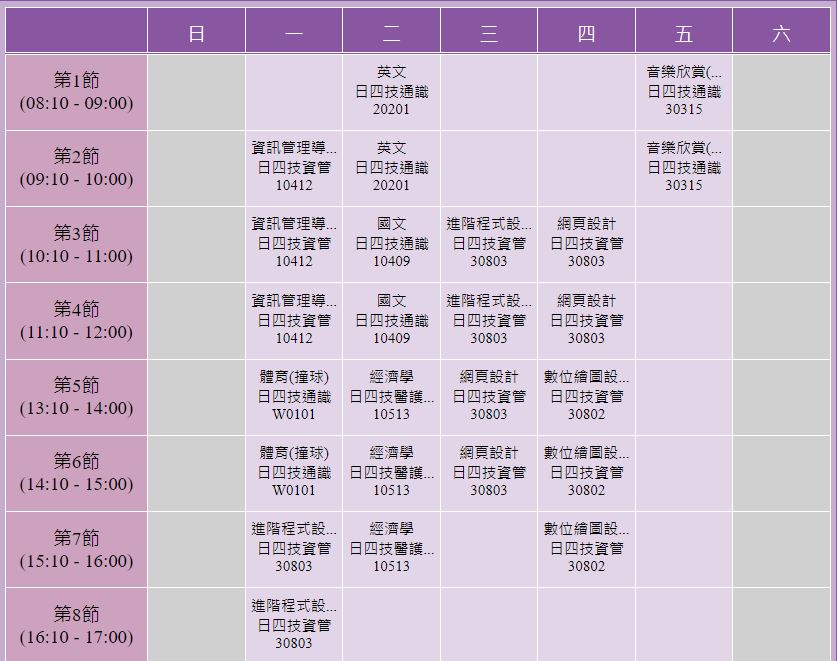 日 一 二 三 四 五 六
第1節
(08:10 - 09:00)
英文
日四技通識
20201
音樂欣賞(...
日四技通識
30315
第2節
(09:10 - 10:00)
資訊管理導...
日四技資管
10412
英文
日四技通識
20201
音樂欣賞(...
日四技通識
30315
第3節
(10:10 - 11:00)
資訊管理導...
日四技資管
10412
國文
日四技通識
10409
進階程式設...
日四技資管
30803
網頁設計
日四技資管
30803
第4節
(11:10 - 12:00)
資訊管理導...
日四技資管
10412
國文
日四技通識
10409
進階程式設...
日四技資管
30803
網頁設計
日四技資管
30803
第5節
(13:10 - 14:00)
體育(撞球)
日四技通識
W0101
經濟學
日四技醫護...
10513
網頁設計
日四技資管
30803
數位繪圖設...
日四技資管
30802
第6節
(14:10 - 15:00)
體育(撞球)
日四技通識
W0101
經濟學
日四技醫護...
10513
網頁設計
日四技資管
30803
數位繪圖設...
日四技資管
30802
第7節
(15:10 - 16:00)
進階程式設...
日四技資管
30803
經濟學
日四技醫護...
10513
數位繪圖設...
日四技資管
30802
第8節
(16:10 - 17:00)
進階程式設...
日四技資管
30803